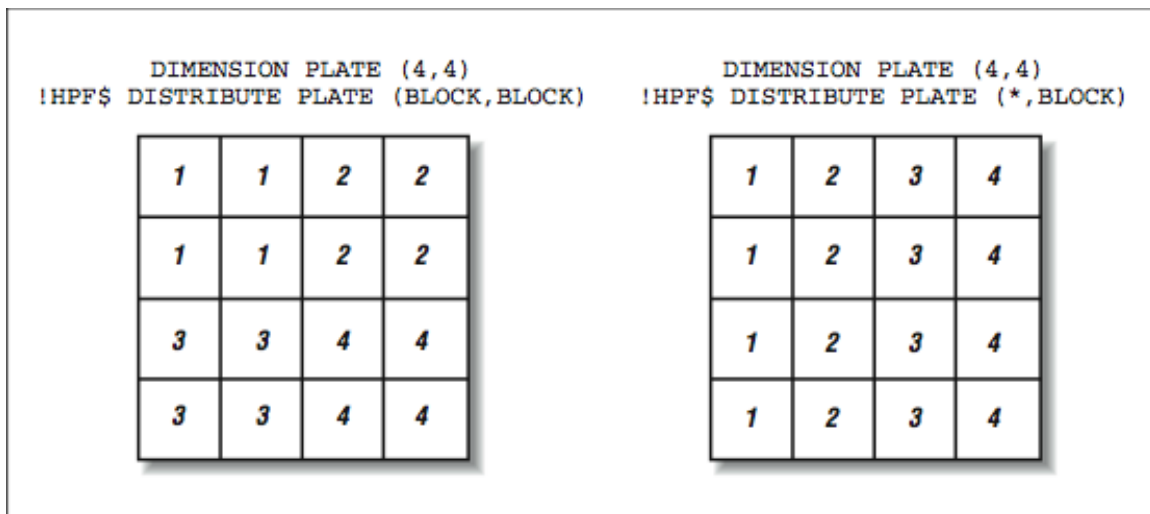 DIMENSION PLATE (4,4)
!HPF$ DISTRIBUTE PLATE (BLOCK,BLOCK)
1 1 2 2
1 1 2 2
3 3 4 4
3 3 4 4
DIMENSION PLATE (4,4)
!HPF$ DISTRIBUTE PLATE (*,BLOCK)
1 2 3 4
1 2 3 4
1 2 3 4
1 2 3 4